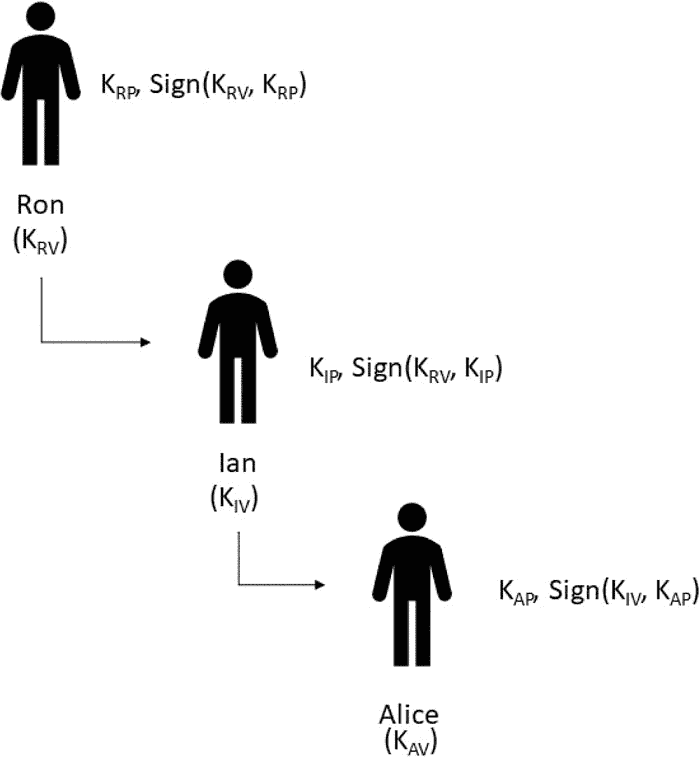 K_RP, Sign(K_RV, K_RP)
Ron
(K_RV)
K_IP, Sign(K_RV, K_IP)
Ian
(K_IV)
K_AP, Sign(K_IV, K_AP)
Alice
(K_AV)